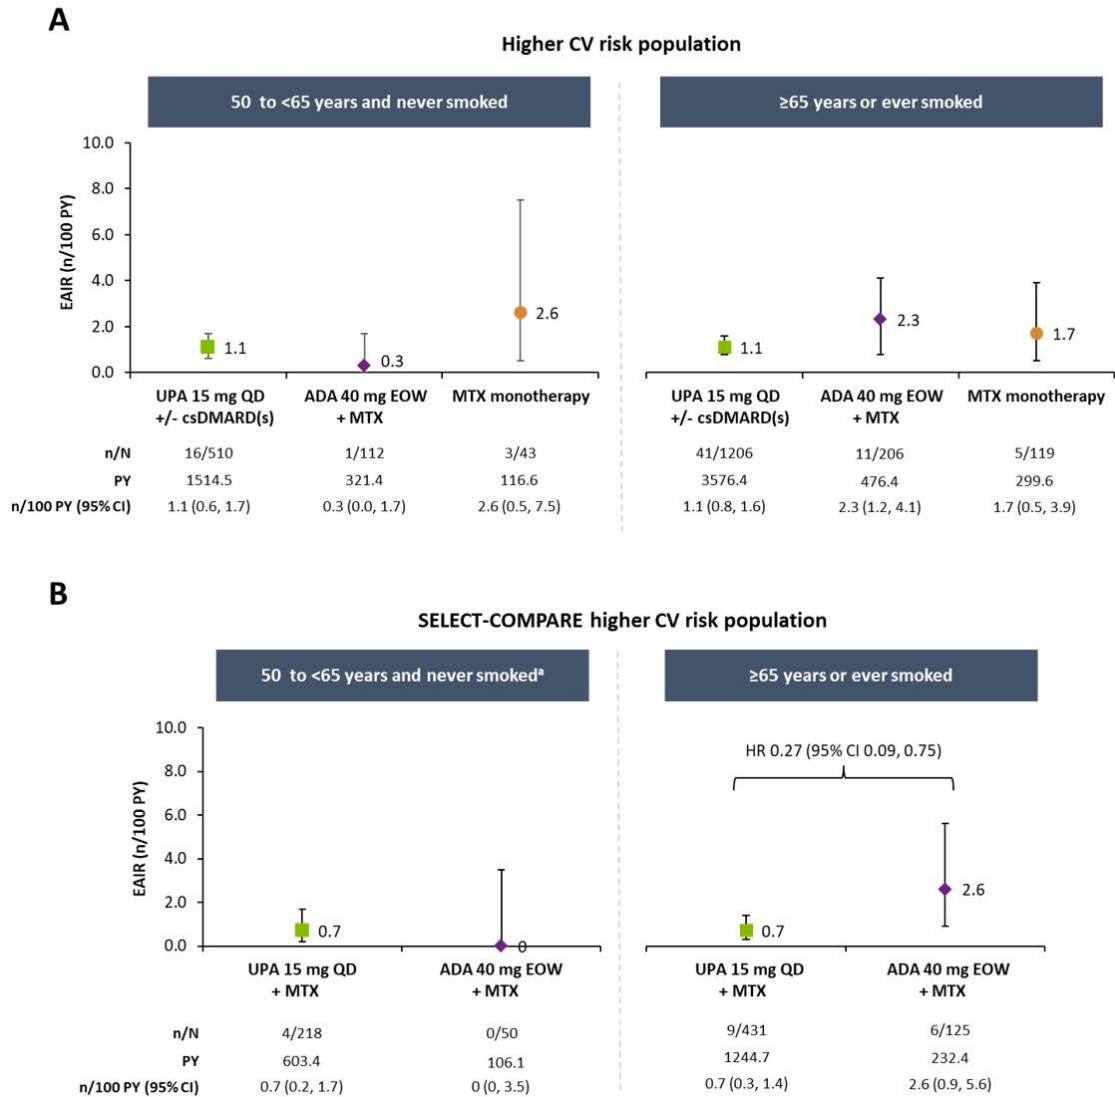 A
Higher CV risk population
50 to <65 years and never smoked
≥65 years or ever smoked
EAIR (n/100 PY)
10.0
8.0
6.0
4.0
2.0
0.0
1.1
0.3
2.6
1.1
2.3
1.7
UPA 15 mg QD ADA 40 mg EOW MTX monotherapy UPA 15 mg QD ADA 40 mg EOW MTX monotherapy
+/- csDMARD(s) + MTX +/- csDMARD(s) + MTX
n/N 16/510 1/112 3/43 41/1206 11/206 5/119
PY 1514.5 321.4 116.6 3576.4 476.4 299.6
n/100 PY (95% CI) 1.1 (0.6, 1.7) 0.3 (0.0, 1.7) 2.6 (0.5, 7.5) 1.1 (0.8, 1.6) 2.3 (1.2, 4.1) 1.7 (0.5, 3.9)
B
SELECT-COMPARE higher CV risk population
50 to <65 years and never smokedᵃ
≥65 years or ever smoked
EAIR (n/100 PY)
10.0
8.0
6.0
4.0
2.0
0.0
HR 0.27 (95% CI 0.09, 0.75)
0.7
0
0.7
2.6
UPA 15 mg QD ADA 40 mg EOW UPA 15 mg QD ADA 40 mg EOW
+ MTX + MTX + MTX + MTX
n/N 4/218 0/50 9/431 6/125
PY 603.4 106.1 1244.7 232.4
n/100 PY (95% CI) 0.7 (0.2, 1.7) 0 (0, 3.5) 0.7 (0.3, 1.4) 2.6 (0.9, 5.6)